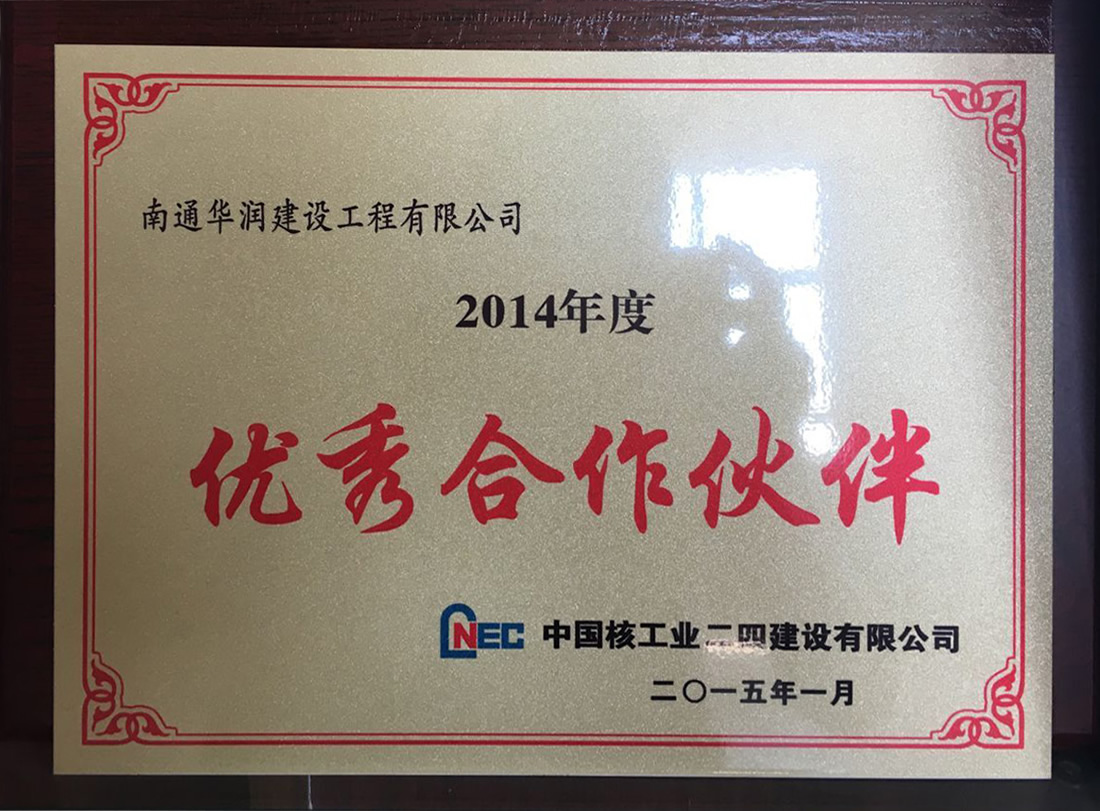 南通华润建设工程有限公司
2014年度
优秀合作伙伴
NEC 中国核工业二四建设有限公司
二〇一五年一月